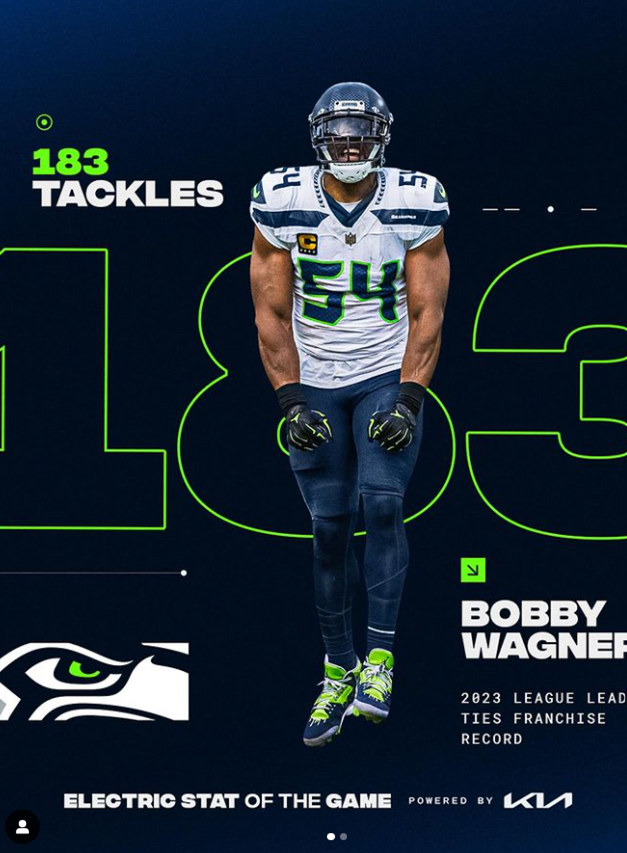 183
TACKLES
183
54
54
SEAHAWKS
C
54
BOBBY
WAGNER
2023 LEAGUE LEAD
TIES FRANCHISE
RECORD
ELECTRIC STAT OF THE GAME POWERED BY KIA